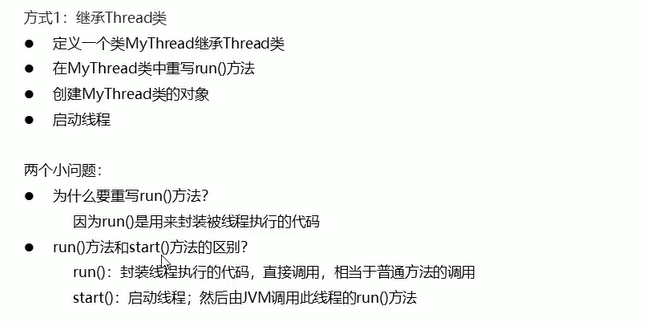 方式1：继承Thread类
● 定义一个类MyThread继承Thread类
● 在MyThread类中重写run()方法
● 创建MyThread类的对象
● 启动线程
两个小问题：
● 为什么要重写run()方法？
因为run()是用来封装被线程执行的代码
● run()方法和start()方法的区别？
run()：封装线程执行的代码，直接调用，相当于普通方法的调用
start()：启动线程；然后由JVM调用此线程的run()方法